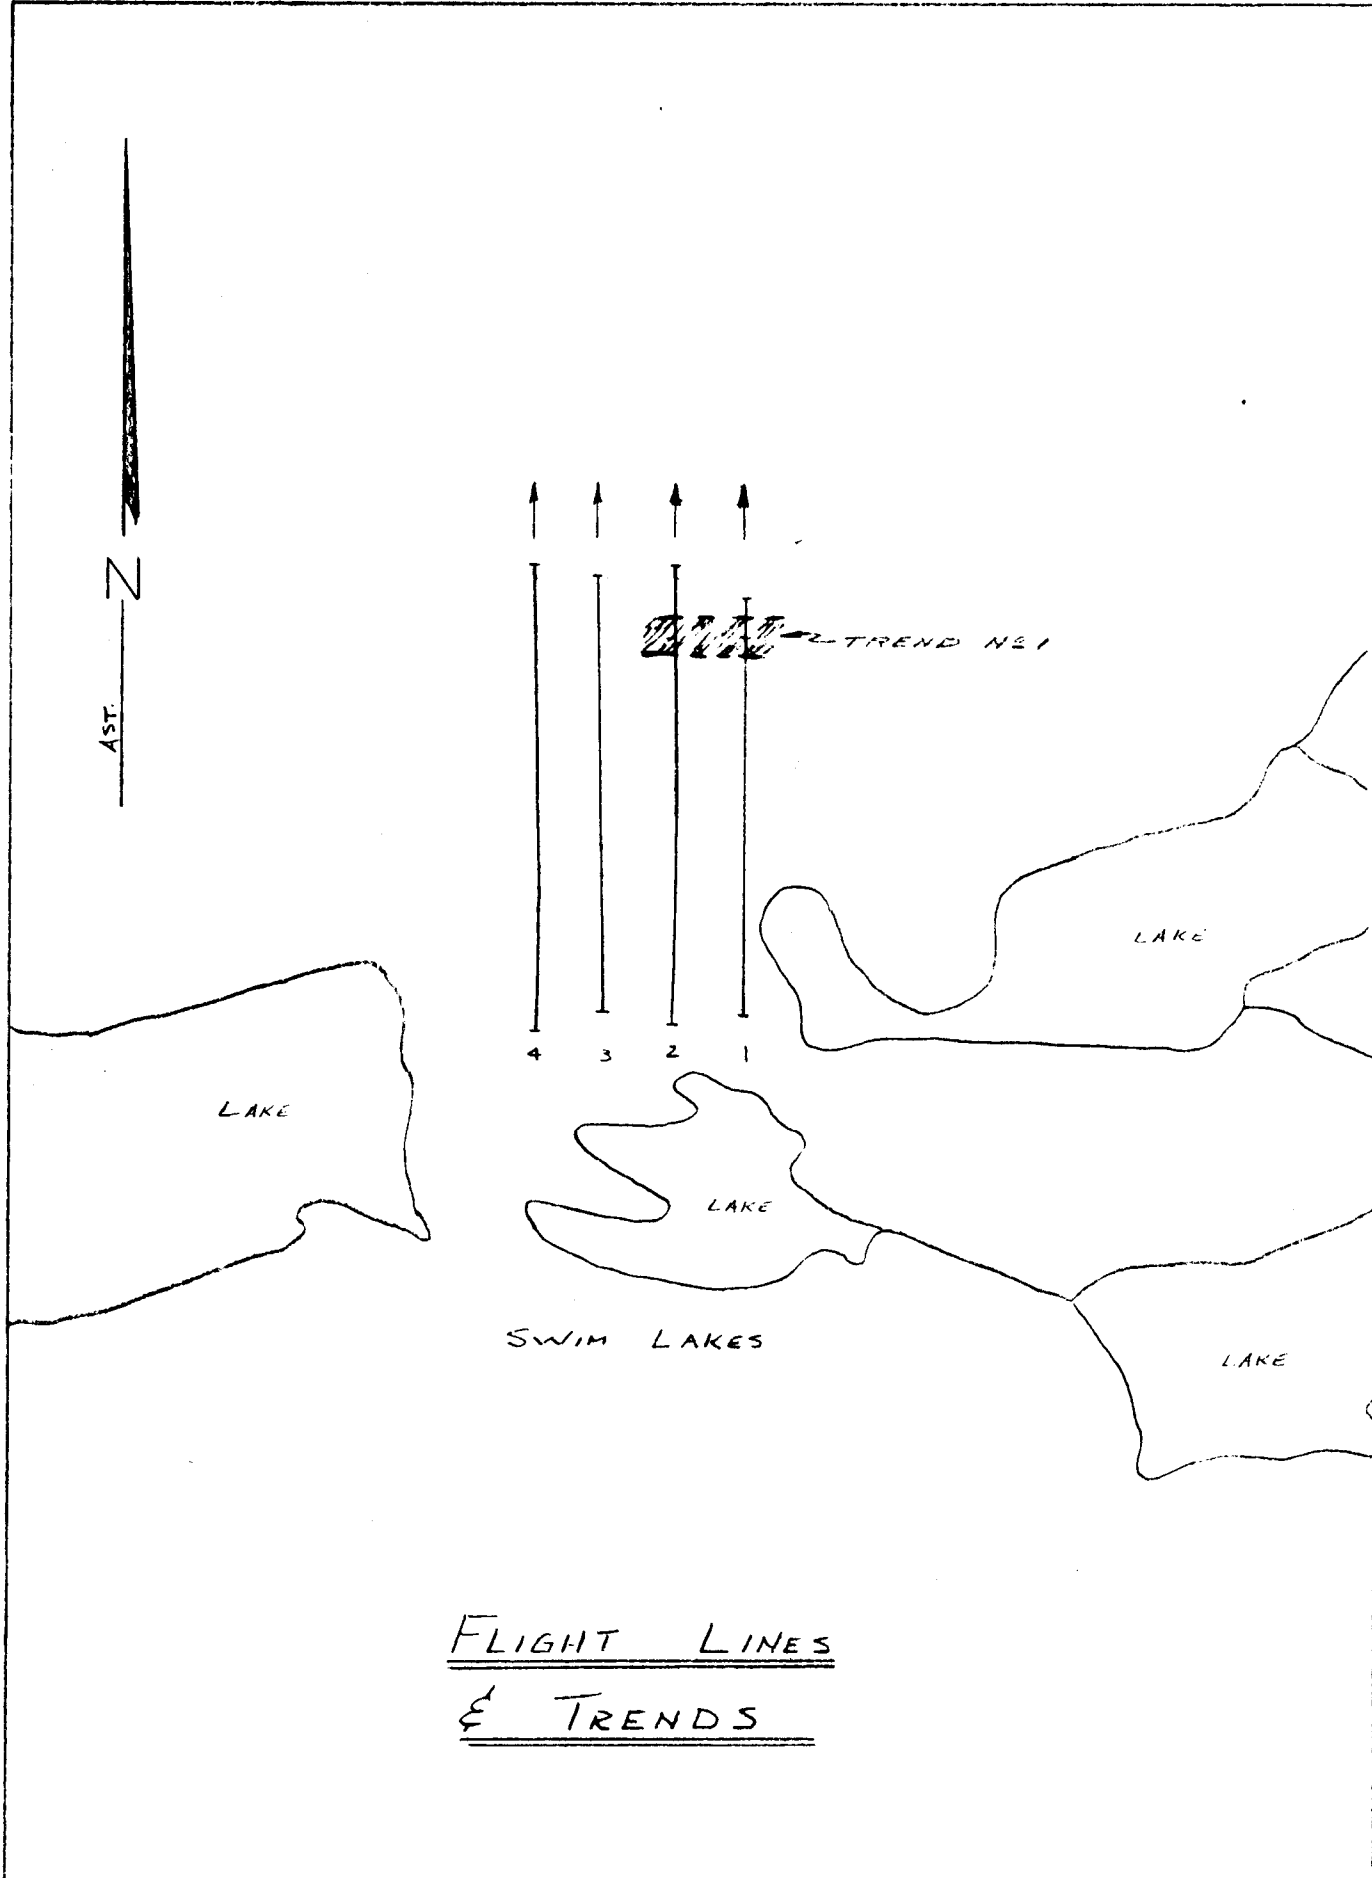 N
AST.
TREND Nº 1
LAKE
4 3 2 1
LAKE
LAKE
SWIM LAKES
LAKE
FLIGHT LINES
& TRENDS